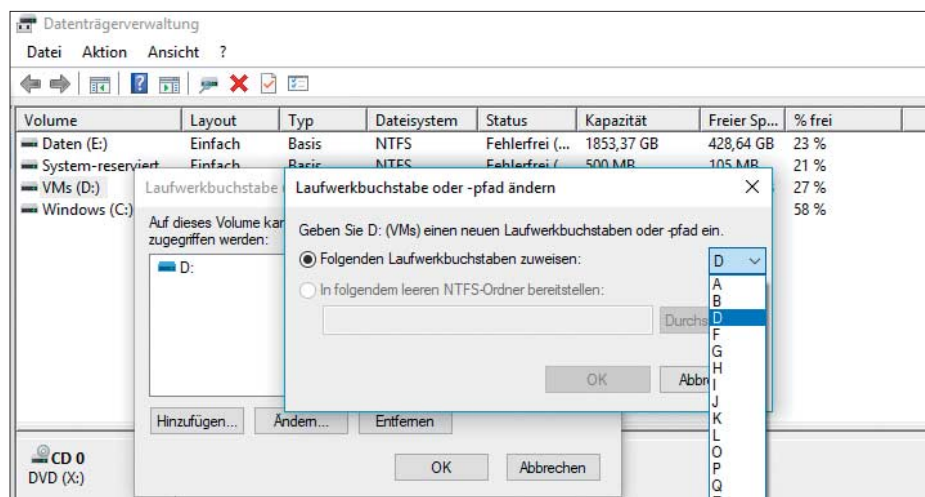 Datenträgerverwaltung
Datei Aktion Ansicht ?
Volume Layout Typ Dateisystem Status Kapazität Freier Sp... % frei
Daten (E:) Einfach Basis NTFS Fehlerfrei (... 1853,37 GB 428,64 GB 23 %
System-reserviert Einfach Basis NTFS Fehlerfrei ( 500 MB 105 MB 21 %
VMs (D:) 27 %
Windows (C:) 58 %
Laufwerkbuchstabe
Auf dieses Volume
zugegriffen werden:
D:
Hinzufügen... Ändern... Entfernen
OK Abbrechen
Laufwerkbuchstabe oder -pfad ändern
Geben Sie D: (VMs) einen neuen Laufwerkbuchstaben oder -pfad ein.
Folgenden Laufwerkbuchstaben zuweisen: D
In folgendem leeren NTFS-Ordner bereitstellen:
Durchs
OK Abbr
A
B
D
F
G
H
I
J
K
L
O
P
Q
CD 0
DVD (X:)